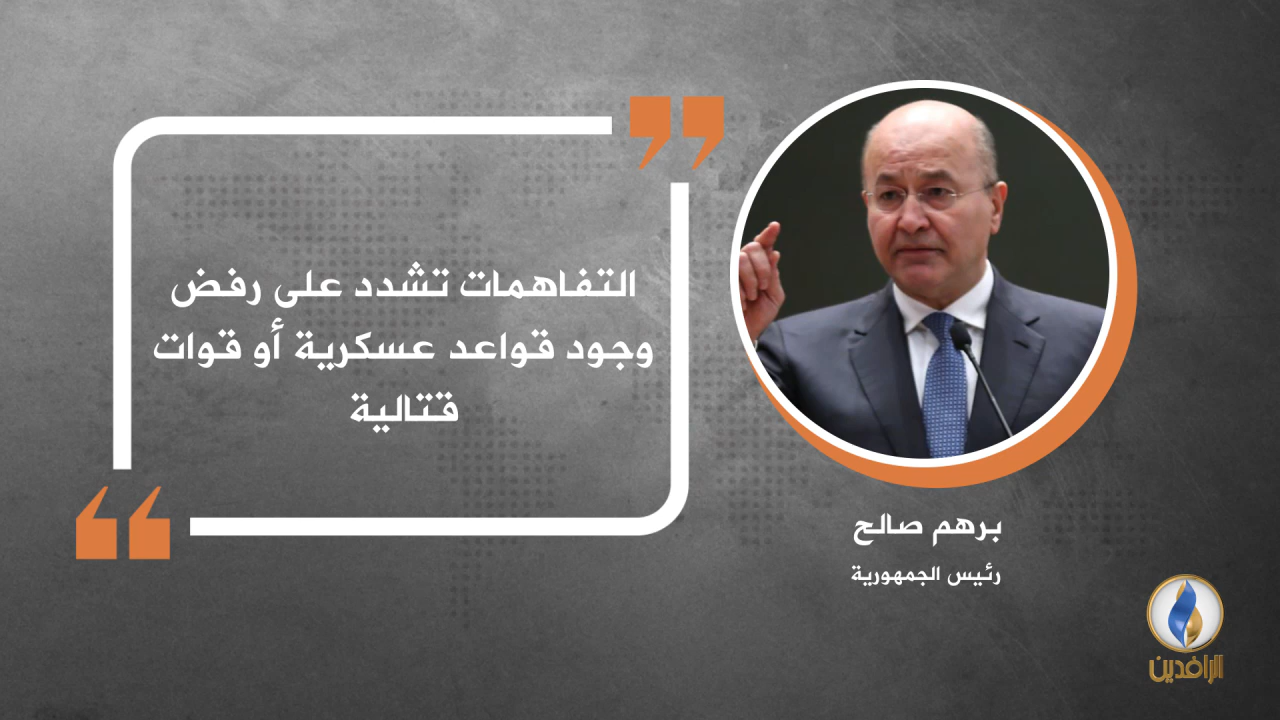 التفاهمات تشدد على رفض
وجود قواعد عسكرية أو قوات
قتالية
برهم صالح
رئيس الجمهورية
الرافدين